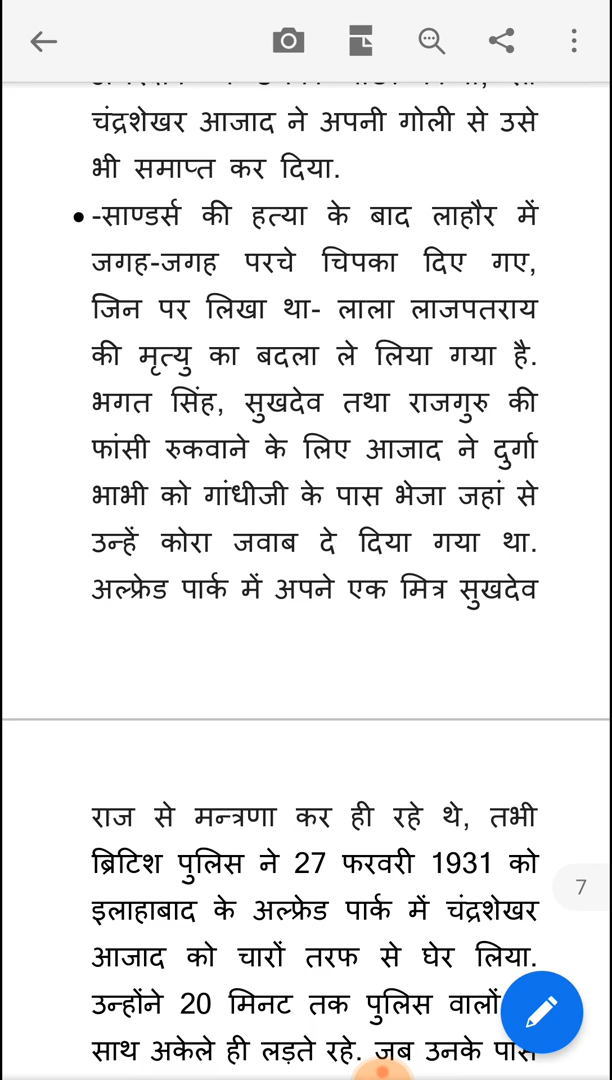 चंद्रशेखर आजाद ने अपनी गोली से उसे
भी समाप्त कर दिया.
• -साण्डर्स की हत्या के बाद लाहौर में
जगह-जगह परचे चिपका दिए गए,
जिन पर लिखा था- लाला लाजपतराय
की मृत्यु का बदला ले लिया गया है.
भगत सिंह, सुखदेव तथा राजगुरु की
फांसी रुकवाने के लिए आजाद ने दुर्गा
भाभी को गांधीजी के पास भेजा जहां से
उन्हें कोरा जवाब दे दिया गया था.
अल्फ्रेड पार्क में अपने एक मित्र सुखदेव
राज से मन्त्रणा कर ही रहे थे, तभी
ब्रिटिश पुलिस ने 27 फरवरी 1931 को
7
इलाहाबाद के अल्फ्रेड पार्क में चंद्रशेखर
आजाद को चारों तरफ से घेर लिया.
उन्होंने 20 मिनट तक पुलिस वालों
साथ अकेले ही लड़ते रहे. जब उनके पास